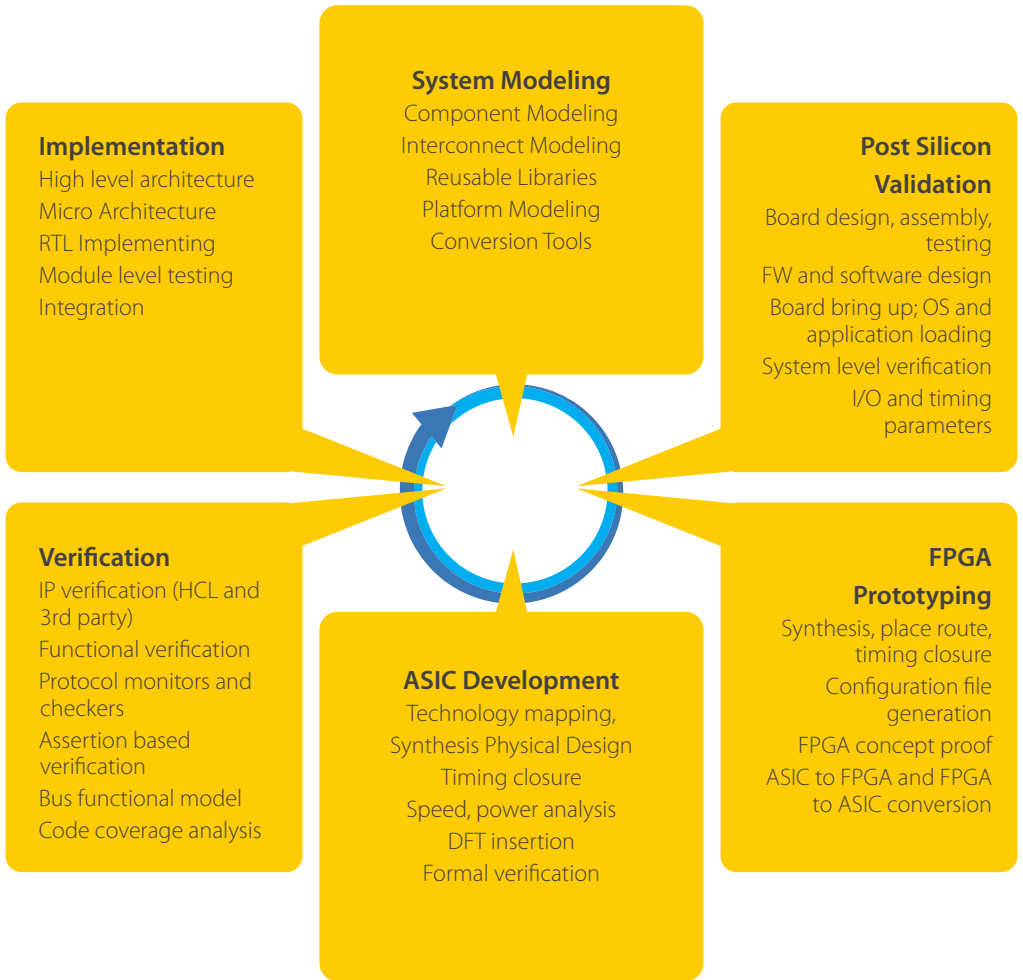 System Modeling
Component Modeling
Interconnect Modeling
Reusable Libraries
Platform Modeling
Conversion Tools
Implementation
High level architecture
Micro Architecture
RTL Implementing
Module level testing
Integration
Post Silicon
Validation
Board design, assembly,
testing
FW and software design
Board bring up; OS and
application loading
System level verification
I/O and timing
parameters
Verification
IP verification (HCL and
3rd party)
Functional verification
Protocol monitors and
checkers
Assertion based
verification
Bus functional model
Code coverage analysis
ASIC Development
Technology mapping,
Synthesis Physical Design
Timing closure
Speed, power analysis
DFT insertion
Formal verification
FPGA
Prototyping
Synthesis, place route,
timing closure
Configuration file
generation
FPGA concept proof
ASIC to FPGA and FPGA
to ASIC conversion